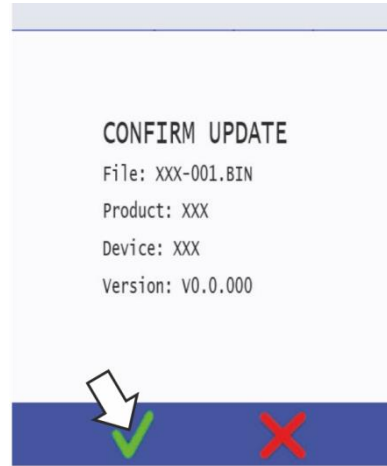 CONFIRM UPDATE
File: XXX-001.BIN
Product: XXX
Device: XXX
Version: V0.0.000